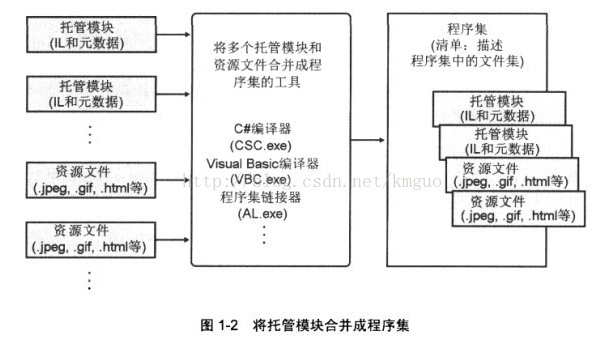 托管模块
(IL和元数据)
托管模块
(IL和元数据)
资源文件
(.jpeg, .gif, .html等)
资源文件
(.jpeg, .gif, .html等)
将多个托管模块和
资源文件合并成程
序集的工具
C#编译器
(CSC.exe)
Visual Basic编译器
(VBC.exe)
程序集链接器
(AL.exe)
程序集
(清单：描述
程序集中的文件集)
托管模块
(IL和元数据)
托管模块
(IL和元数据)
资源文件
(.jpeg, .gif, .html等)
资源文件
(.jpeg, .gif, .html等)
csdn.net/kmguo
图 1-2 将托管模块合并成程序集